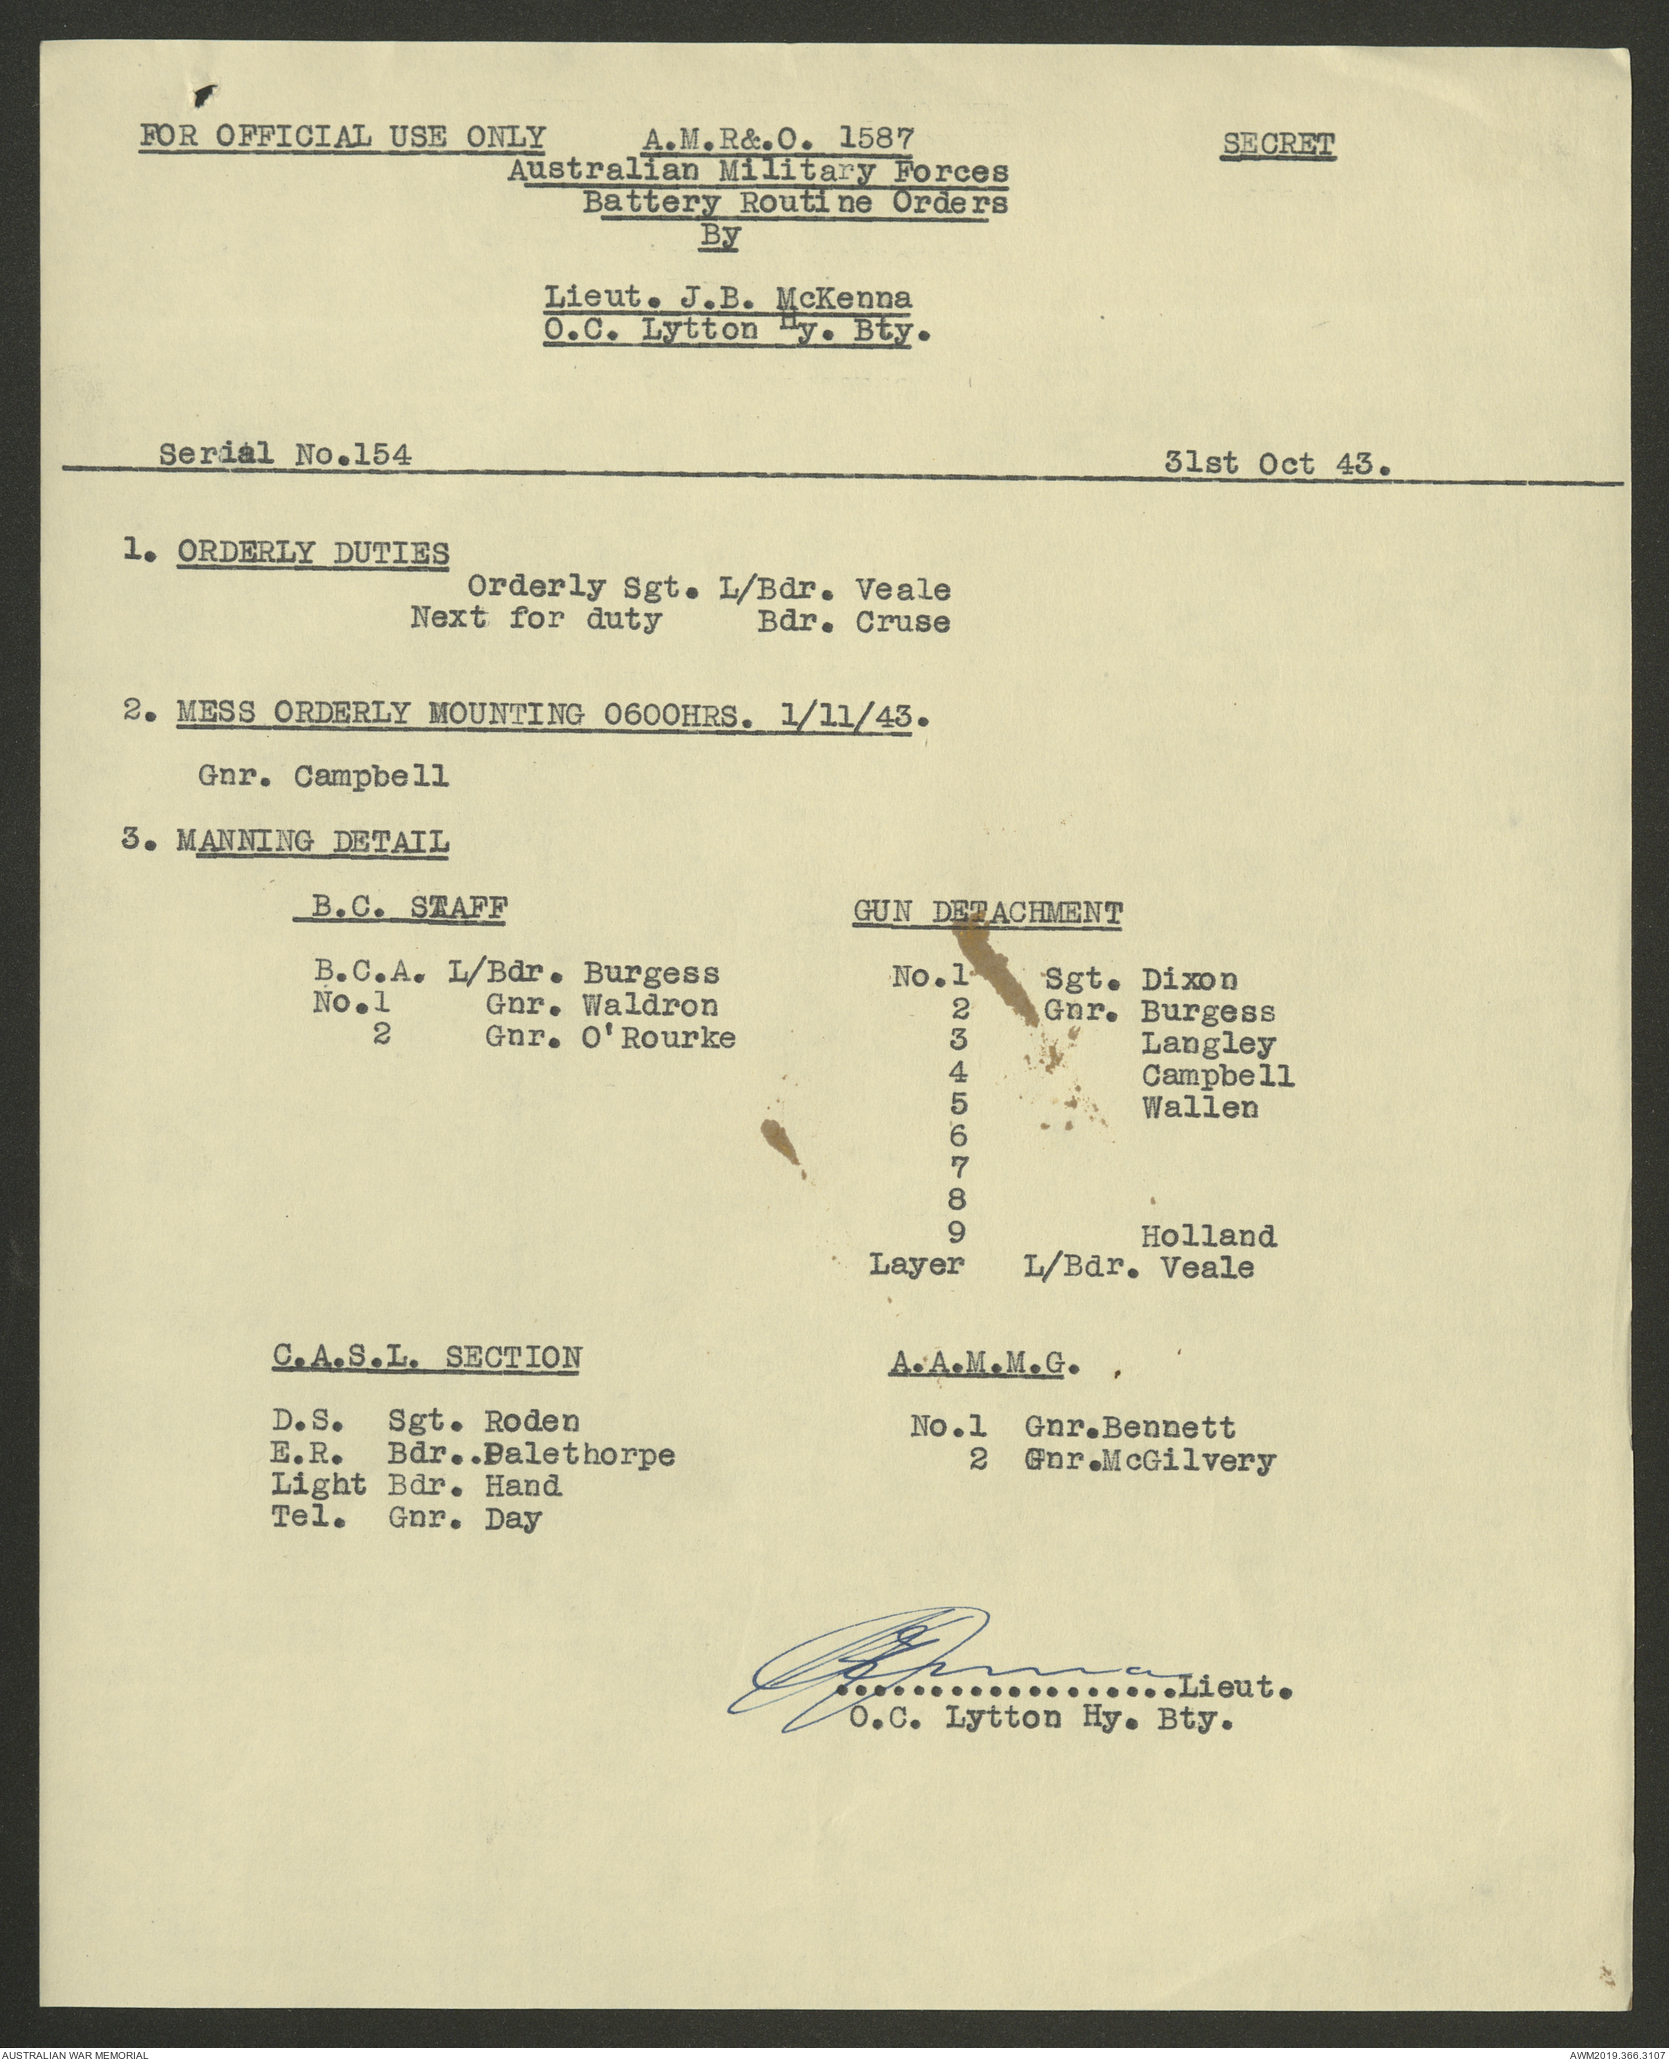 FOR OFFICIAL USE ONLY A.M.R&.O. 1587 SECRET
Australian Military Forces
Battery Routine Orders
By
Lieut. J.B. McKenna
O.C. Lytton Hy. Bty.
Serial No.154 31st Oct 43.
1. ORDERLY DUTIES
Orderly Sgt. L/Bdr. Veale
Next for duty Bdr. Cruse
2. MESS ORDERLY MOUNTING 0600HRS. 1/11/43.
Gnr. Campbell
3. MANNING DETAIL
B.C. STAFF
B.C.A. L/Bdr. Burgess
No.1 Gnr. Waldron
2 Gnr. O'Rourke
GUN DETACHMENT
No.1 Sgt. Dixon
2 Gnr. Burgess
3 Langley
4 Campbell
5 Wallen
6
7
8
9 Holland
Layer L/Bdr. Veale
C.A.S.L. SECTION
D.S. Sgt. Roden
E.R. Bdr..Palethorpe
Light Bdr. Hand
Tel. Gnr. Day
A.A.M.M.G.
No.1 Gnr.Bennett
2 Gnr.McGilvery
..................Lieut.
O.C. Lytton Hy. Bty.
AUSTRALIAN WAR MEMORIAL AWM2019.366.3107